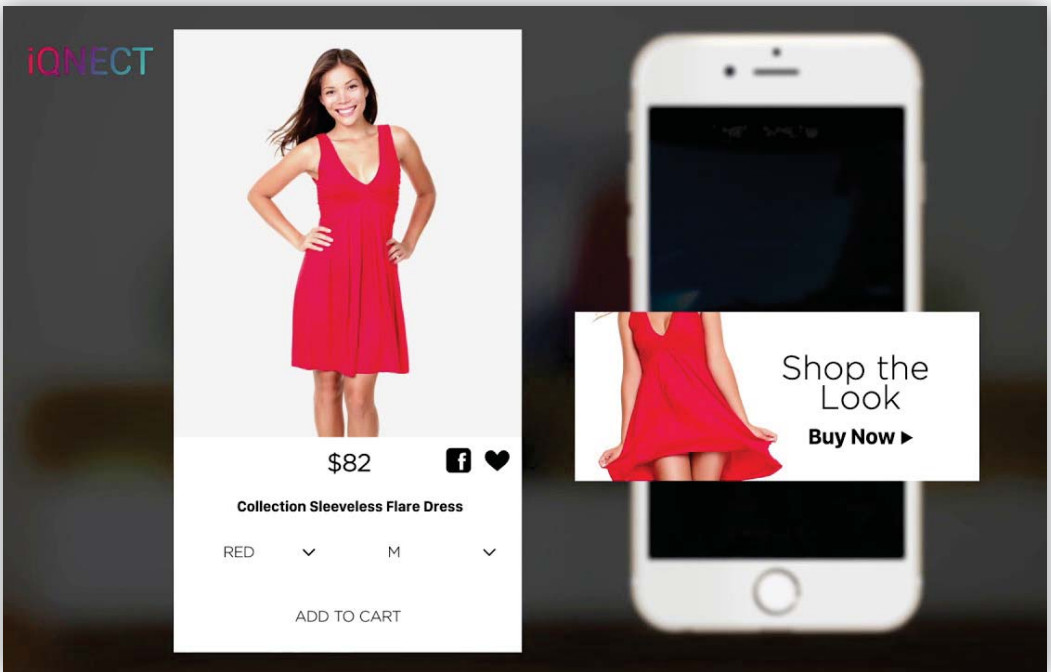 iQNECT
$82
Collection Sleeveless Flare Dress
RED
M
ADD TO CART
Shop the
Look
Buy Now